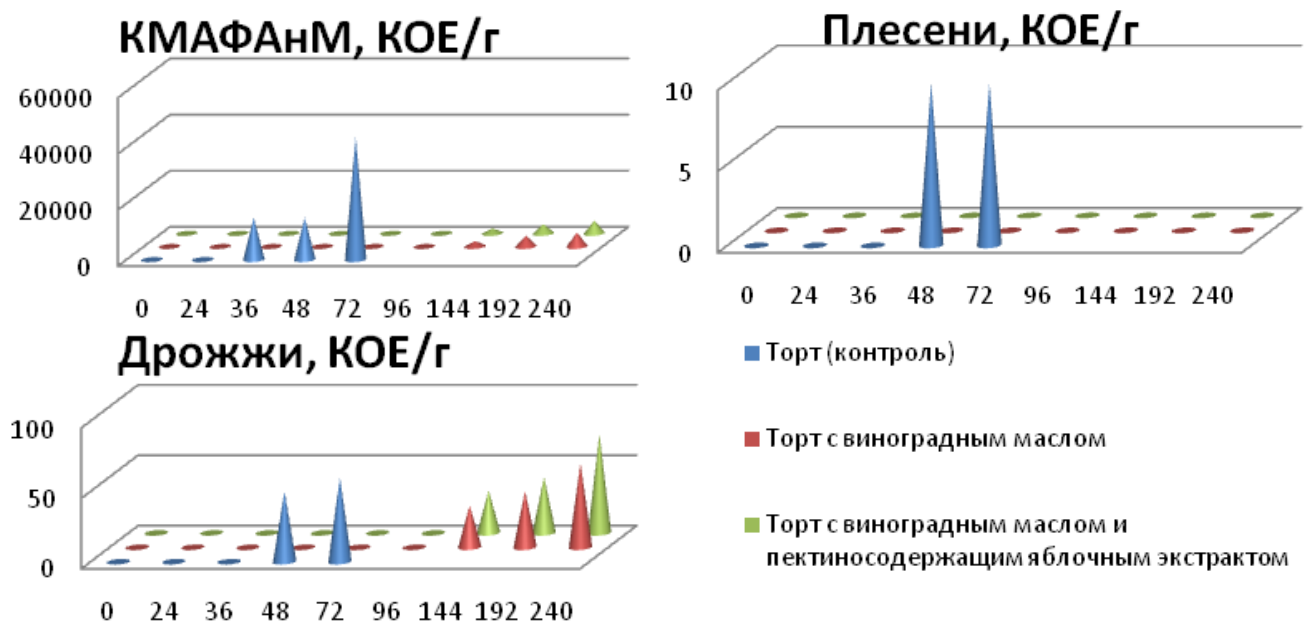 КМАФАнМ, КОЕ/г
60000
40000
20000
0
0 24 36 48 72 96 144 192 240
Плесени, КОЕ/г
10
5
0
0 24 36 48 72 96 144 192 240
Дрожжи, КОЕ/г
100
50
0
0 24 36 48 72 96 144 192 240
Торт (контроль)
Торт с виноградным маслом
Торт с виноградным маслом и
пектиносодержащим яблочным экстрактом